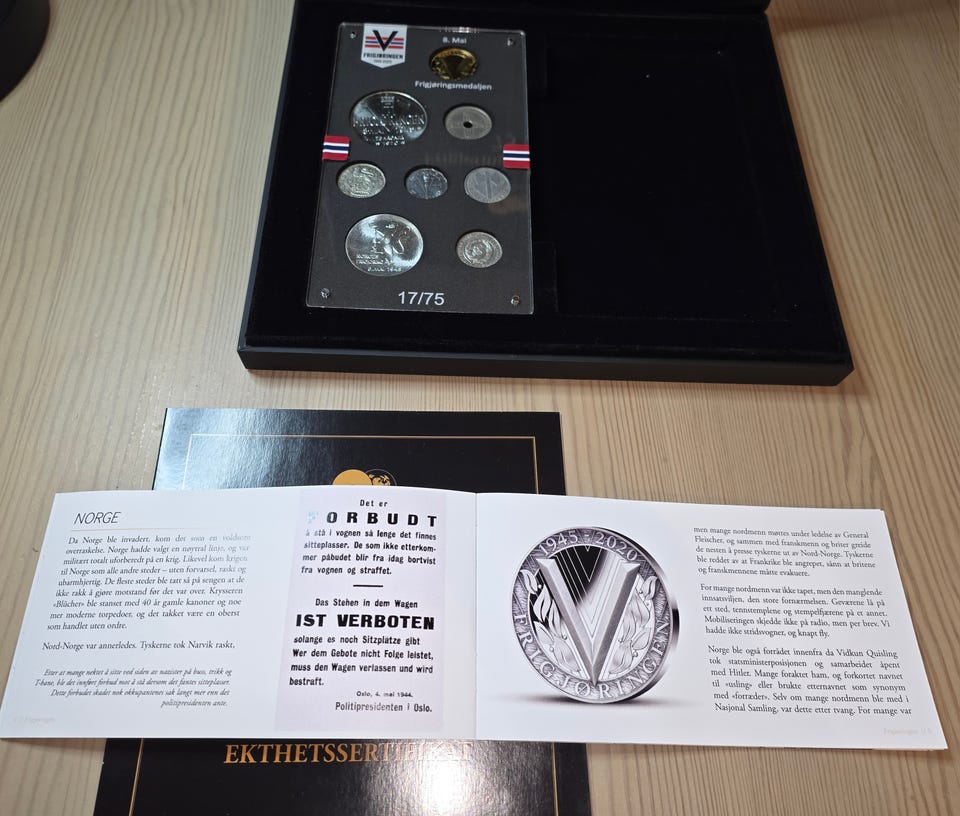 FRIGJØRINGEN
8. Mai
Frigjøringsmedaljen
17/75
NORGE
Da Norge ble invadert, kom det som en voldsom
overraskelse. Norge hadde valgt en nøytral linje, og var
militært totalt uforberedt på en krig. Likevel kom krigen
til Norge som alle andre steder – uten forvarsel, raskt og
ubarmhjertig. De fleste steder ble tatt så på sengen at de
ikke rakk å gjøre motstand før det var over. Krysseren
«Blücher» ble stanset med 40 år gamle kanoner og noe
mer moderne torpedoer, og det takket være en oberst
som handlet uten ordre.
Nord-Norge var annerledes. Tyskerne tok Narvik raskt,
Etter at mange nektet å sitte ved siden av nazister på buss, trikk og
T-bane, ble det innført forbud mot å stå dersom det fantes sitteplasser.
Dette forbudet skadet nok okkupantenes sak langt mer enn det
politipresidenten ante.
Det er
FORBUDT
å stå i vognen så lenge det finnes
sitteplasser. De som ikke etterkom-
mer påbudet blir fra idag bortvist
fra vognen og straffet.
Das Stehen in dem Wagen
IST VERBOTEN
solange es noch Sitzplätze gibt
Wer dem Gebote nicht Folge leistet,
muss den Wagen verlassen und wird
bestraft.
Oslo, 4. mai 1944.
Politipresidenten i Oslo.
1945 2020
FRIGJØRINGEN
men mange nordmenn møttes under ledelse av General
Fleischer, og sammen med franskmenn og briter greide
de nesten å presse tyskerne ut av Nord-Norge. Tyskerne
ble reddet av at Frankrike ble angrepet, slik at britene
og franskmennene måtte evakuere.
For mange nordmenn var ikke tapet, men den manglende
innsatsviljen, den store fornærmelsen. Geværene lå på
ett sted, tennstemplene og stempelfjærene på et annet.
Mobiliseringen skjedde ikke på radio, men per brev. Vi
hadde ikke stridsvogner, og knapt fly.
Norge ble også forrådt innenfra da Vidkun Quisling
tok statsministerposisjonen og samarbeidet åpent
med Hitler. Mange foraktet ham, og forkortet navnet
til «usling» eller brukte etternavnet som synonym
med «forræder». Selv om mange nordmenn ble med i
Nasjonal Samling, var dette etter tvang. For mange var